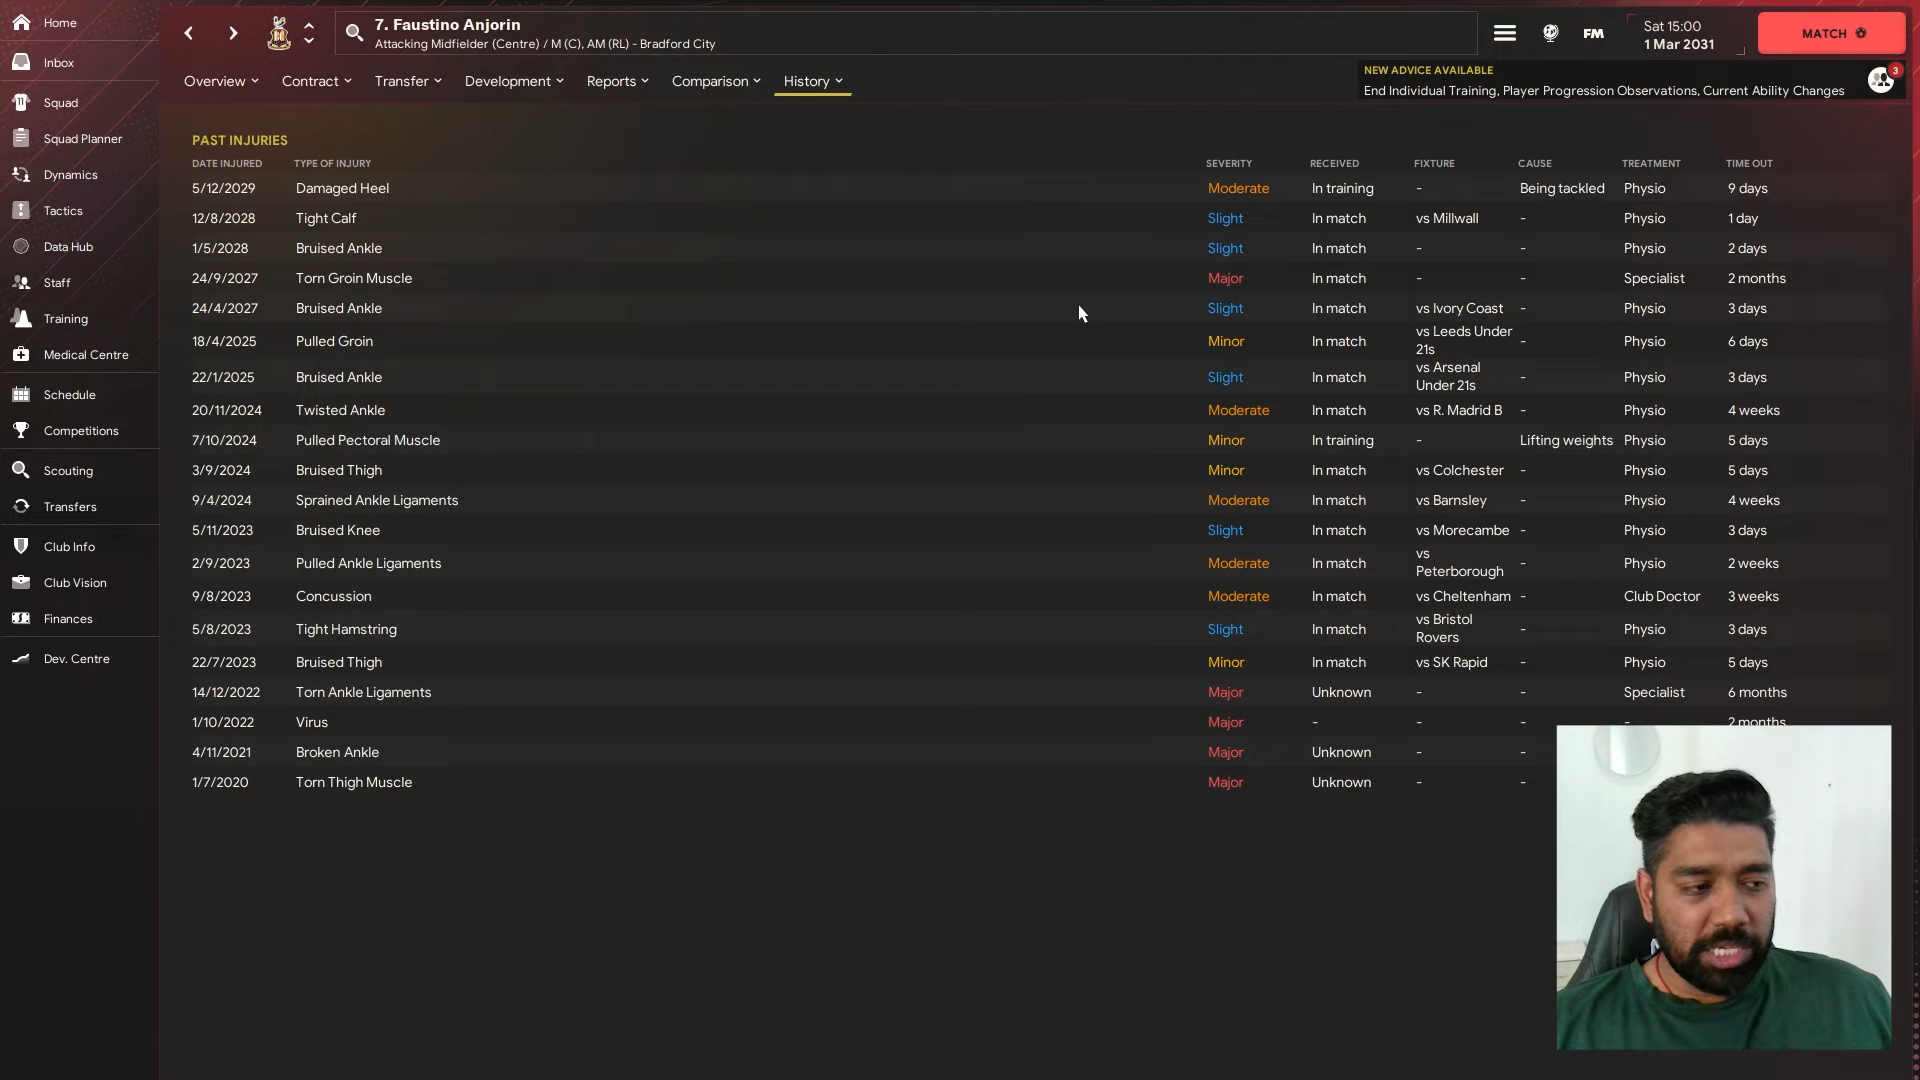 Home
Inbox
Squad
Squad Planner
Dynamics
Tactics
Data Hub
Staff
Training
Medical Centre
Schedule
Competitions
Scouting
Transfers
Club Info
Club Vision
Finances
Dev. Centre
7. Faustino Anjorin
Attacking Midfielder (Centre) / M (C), AM (RL) - Bradford City
FM
Sat 15:00
1 Mar 2031
MATCH
Overview Contract Transfer Development Reports Comparison History
NEW ADVICE AVAILABLE
End Individual Training, Player Progression Observations, Current Ability Changes
3
PAST INJURIES
DATE INJURED TYPE OF INJURY SEVERITY RECEIVED FIXTURE CAUSE TREATMENT TIME OUT
5/12/2029 Damaged Heel Moderate In training - Being tackled Physio 9 days
12/8/2028 Tight Calf Slight In match vs Millwall - Physio 1 day
1/5/2028 Bruised Ankle Slight In match - - Physio 2 days
24/9/2027 Torn Groin Muscle Major In match - - Specialist 2 months
24/4/2027 Bruised Ankle Slight In match vs Ivory Coast - Physio 3 days
18/4/2025 Pulled Groin Minor In match vs Leeds Under 21s - Physio 6 days
22/1/2025 Bruised Ankle Slight In match vs Arsenal Under 21s - Physio 3 days
20/11/2024 Twisted Ankle Moderate In match vs R. Madrid B - Physio 4 weeks
7/10/2024 Pulled Pectoral Muscle Minor In training - Lifting weights Physio 5 days
3/9/2024 Bruised Thigh Minor In match vs Colchester - Physio 5 days
9/4/2024 Sprained Ankle Ligaments Moderate In match vs Barnsley - Physio 4 weeks
5/11/2023 Bruised Knee Slight In match vs Morecambe - Physio 3 days
2/9/2023 Pulled Ankle Ligaments Moderate In match vs Peterborough - Physio 2 weeks
9/8/2023 Concussion Moderate In match vs Cheltenham - Club Doctor 3 weeks
5/8/2023 Tight Hamstring Slight In match vs Bristol Rovers - Physio 3 days
22/7/2023 Bruised Thigh Minor In match vs SK Rapid - Physio 5 days
14/12/2022 Torn Ankle Ligaments Major Unknown - - Specialist 6 months
1/10/2022 Virus Major - - - - 2 months
4/11/2021 Broken Ankle Major Unknown - -
1/7/2020 Torn Thigh Muscle Major Unknown - -